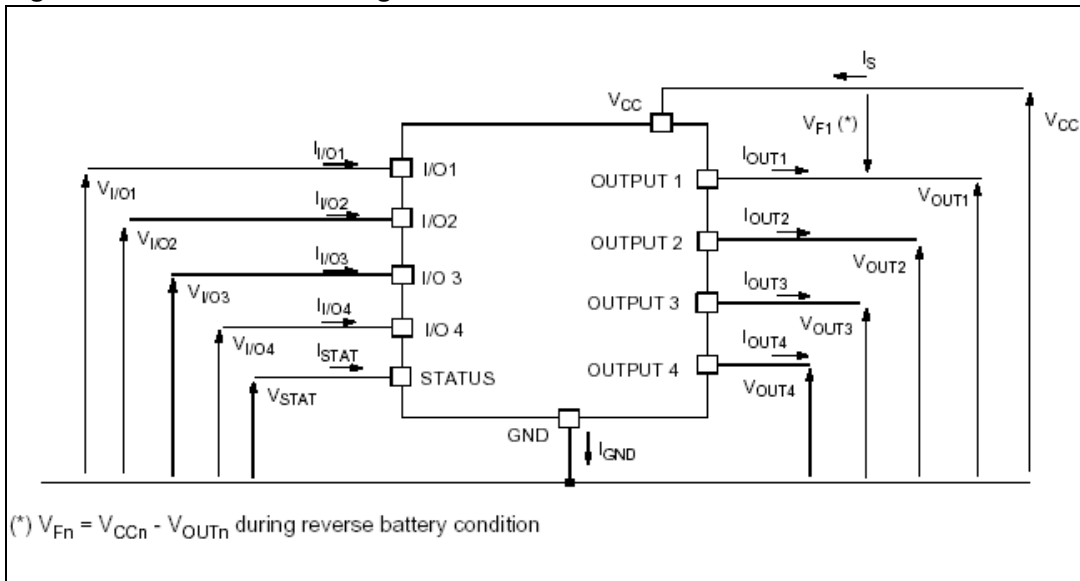 I_S
V_CC
V_CC
V_F1 (*)
I_I/O1
I/O1
V_I/O1
I_OUT1
OUTPUT 1
V_OUT1
I_I/O2
I/O2
V_I/O2
I_OUT2
OUTPUT 2
V_OUT2
I_I/O3
I/O 3
V_I/O3
I_OUT3
OUTPUT 3
V_OUT3
I_I/O4
I/O 4
V_I/O4
I_OUT4
OUTPUT 4
V_OUT4
I_STAT
STATUS
V_STAT
GND
I_GND
(*) V_Fn = V_CCn - V_OUTn during reverse battery condition